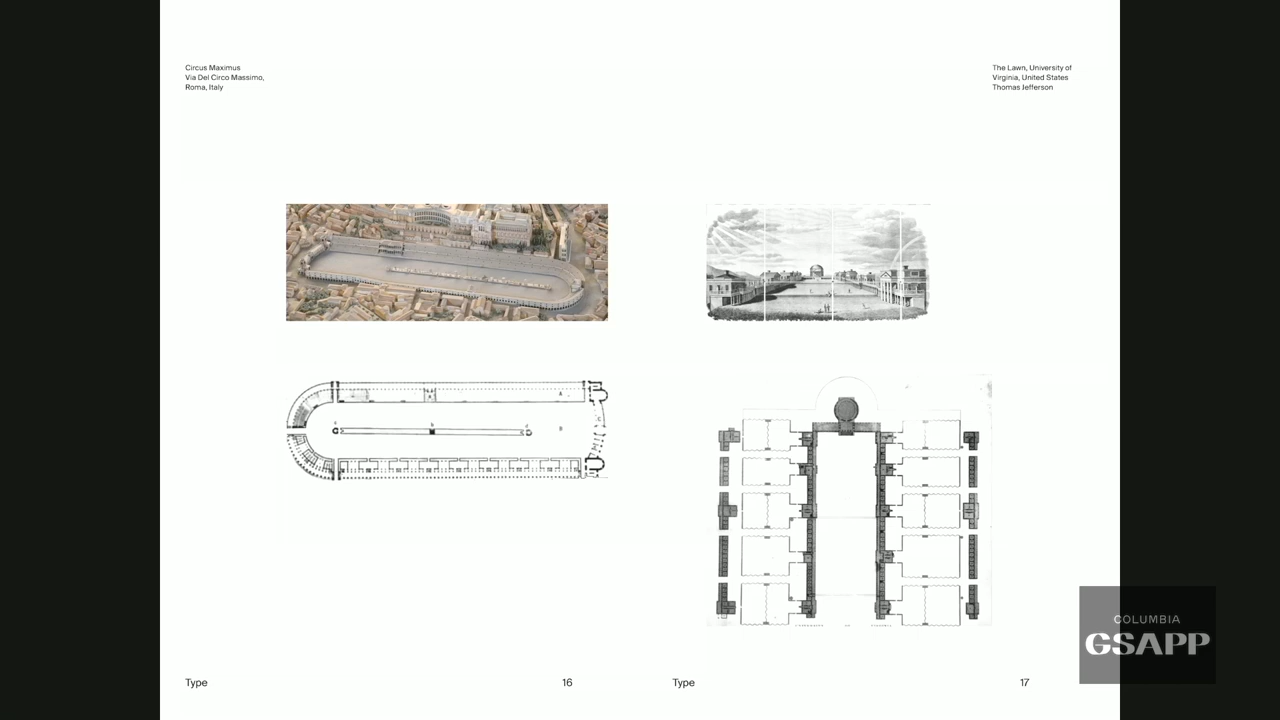 Circus Maximus
Via Del Circo Massimo,
Roma, Italy
The Lawn, University of
Virginia, United States
Thomas Jefferson
A
B
C
a
b
d
Type
16
Type
17
COLUMBIA
GSAPP